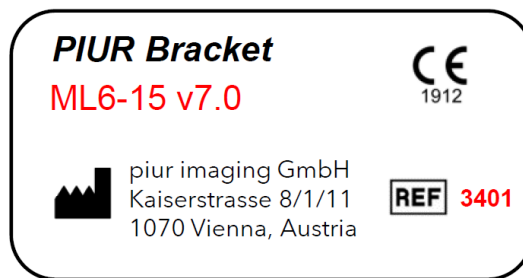 PIUR Bracket
ML6-15 v7.0
CE
1912
piur imaging GmbH
Kaiserstrasse 8/1/11
1070 Vienna, Austria
REF 3401